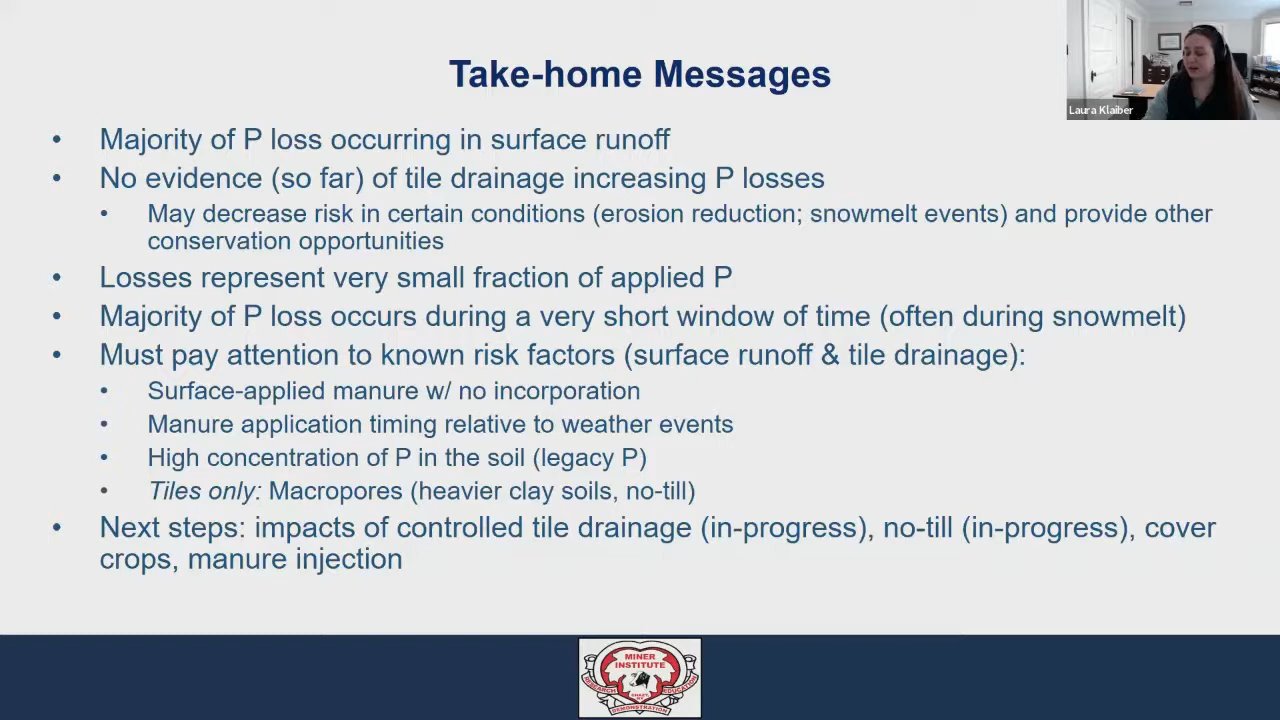 Take-home Messages
Laura Klaiber
• Majority of P loss occurring in surface runoff
• No evidence (so far) of tile drainage increasing P losses
• May decrease risk in certain conditions (erosion reduction; snowmelt events) and provide other
conservation opportunities
• Losses represent very small fraction of applied P
• Majority of P loss occurs during a very short window of time (often during snowmelt)
• Must pay attention to known risk factors (surface runoff & tile drainage):
• Surface-applied manure w/ no incorporation
• Manure application timing relative to weather events
• High concentration of P in the soil (legacy P)
• Tiles only: Macropores (heavier clay soils, no-till)
• Next steps: impacts of controlled tile drainage (in-progress), no-till (in-progress), cover
crops, manure injection
MINER
INSTITUTE
RESEARCH
EDUCATION
DEMONSTRATION